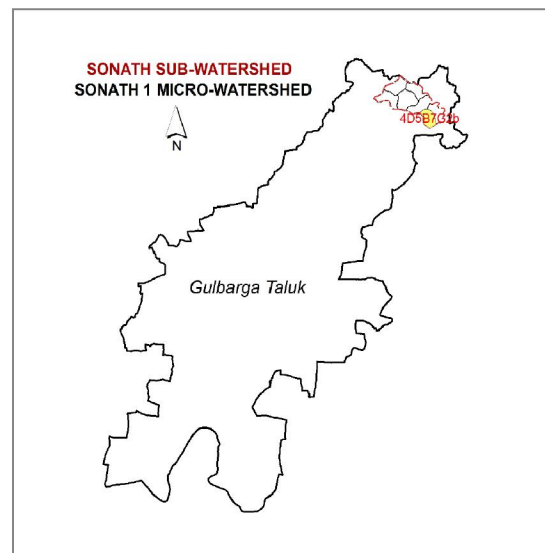 SONATH SUB-WATERSHED
SONATH 1 MICRO-WATERSHED
N
4D5B7G2b
Gulbarga Taluk